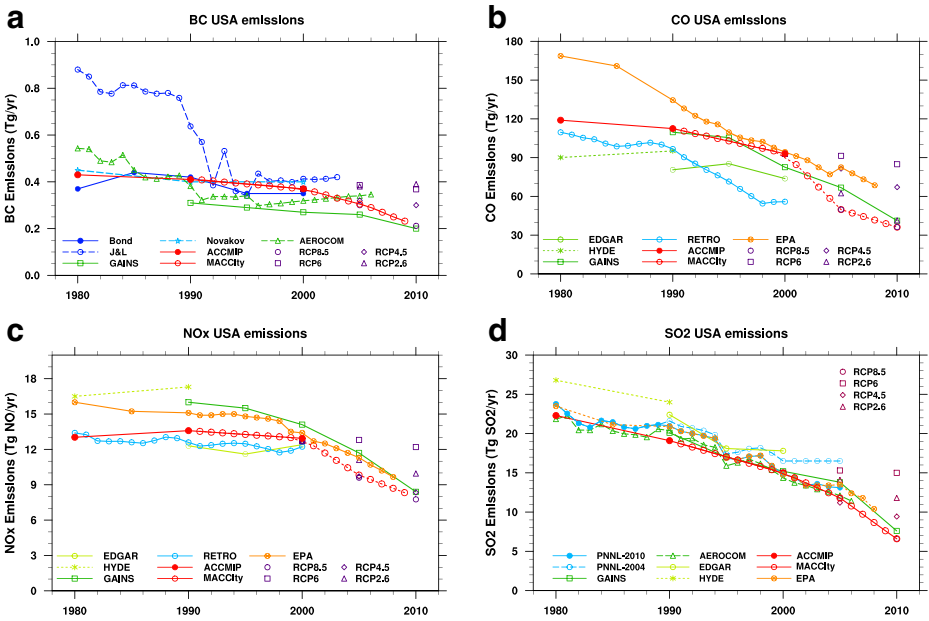 a
BC USA emissions
BC Emissions (Tg/yr)
1.0
0.8
0.6
0.4
0.2
0.0
Bond
J&L
GAINS
Novakov
ACCMIP
MACCity
AEROCOM
RCP8.5
RCP6
RCP4.5
RCP2.6
1980 1990 2000 2010
b
CO USA emissions
CO Emissions (Tg/yr)
180
150
120
90
60
30
0
EDGAR
HYDE
GAINS
RETRO
ACCMIP
MACCity
EPA
RCP8.5
RCP6
RCP4.5
RCP2.6
1980 1990 2000 2010
c
NOx USA emissions
NOx Emissions (Tg NO/yr)
18
15
12
9
6
3
0
EDGAR
HYDE
GAINS
RETRO
ACCMIP
MACCity
EPA
RCP8.5
RCP6
RCP4.5
RCP2.6
1980 1990 2000 2010
d
SO2 USA emissions
SO2 Emissions (Tg SO2/yr)
30
25
20
15
10
5
0
RCP8.5
RCP6
RCP4.5
RCP2.6
PNNL-2010
PNNL-2004
GAINS
AEROCOM
EDGAR
HYDE
ACCMIP
MACCity
EPA
1980 1990 2000 2010